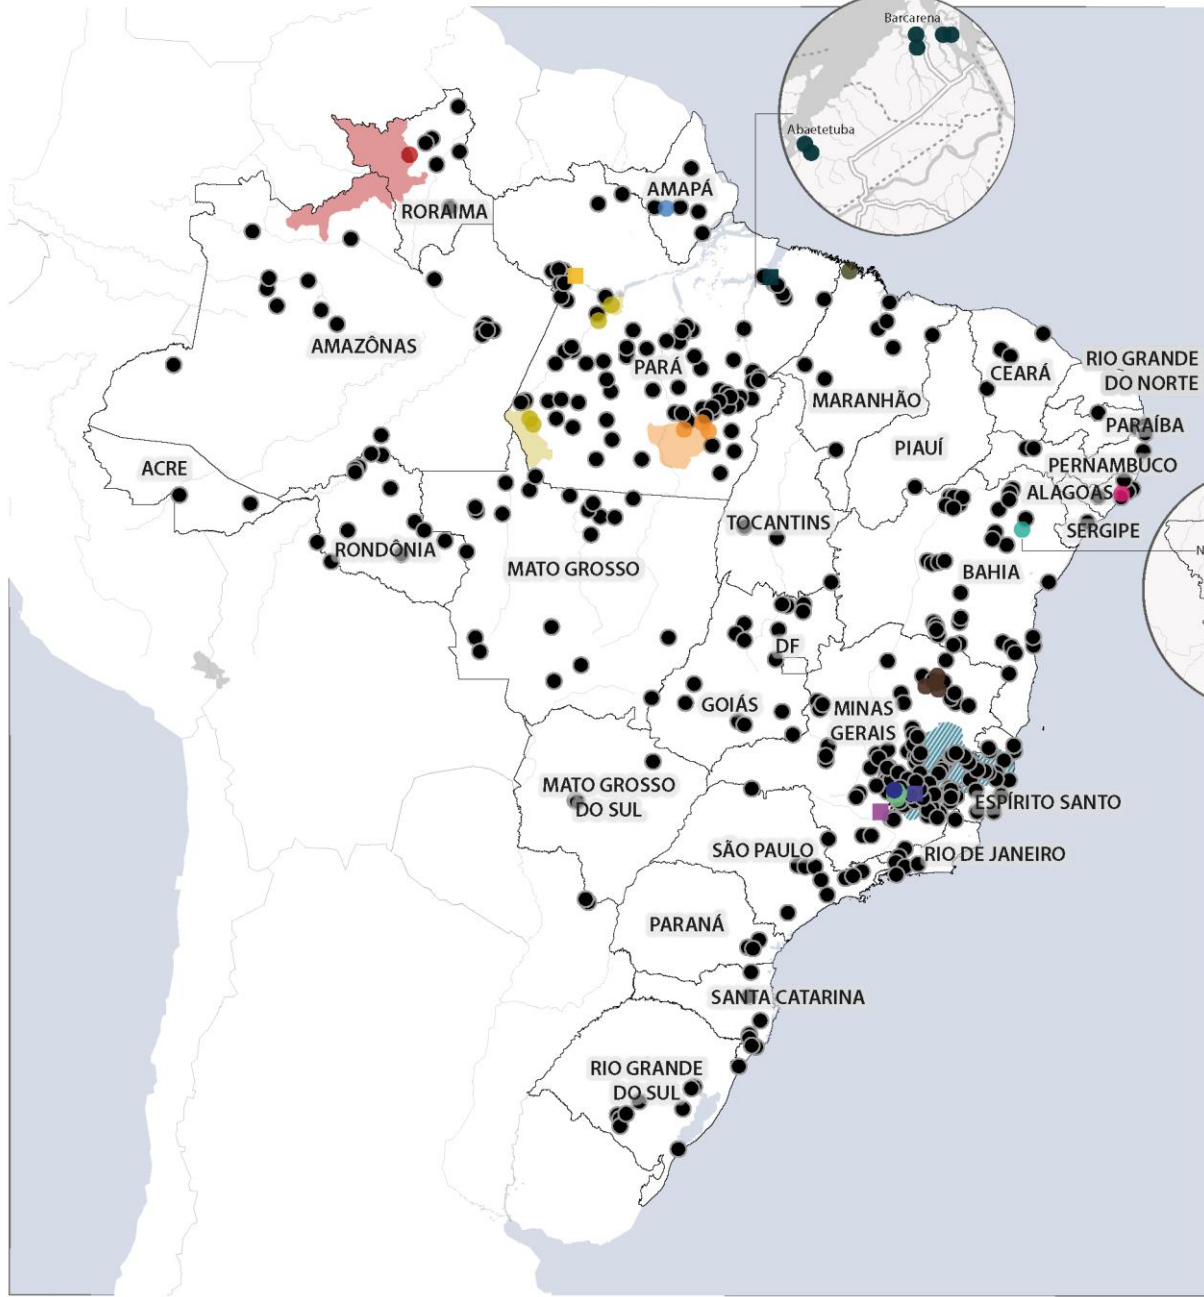 Barcarena
Abaetetuba
AMAPÁ
RORAIMA
AMAZÔNAS
PARÁ
CEARÁ
RIO GRANDE
DO NORTE
MARANHÃO
PARAÍBA
PIAUÍ
ACRE
PERNAMBUCO
ALAGOAS
TOCANTINS
SERGIPE
RONDÔNIA
MATO GROSSO
BAHIA
N
DF
GOIÁS
MINAS
GERAIS
MATO GROSSO
DO SUL
ESPÍRITO SANTO
SÃO PAULO
RIO DE JANEIRO
PARANÁ
SANTA CATARINA
RIO GRANDE
DO SUL